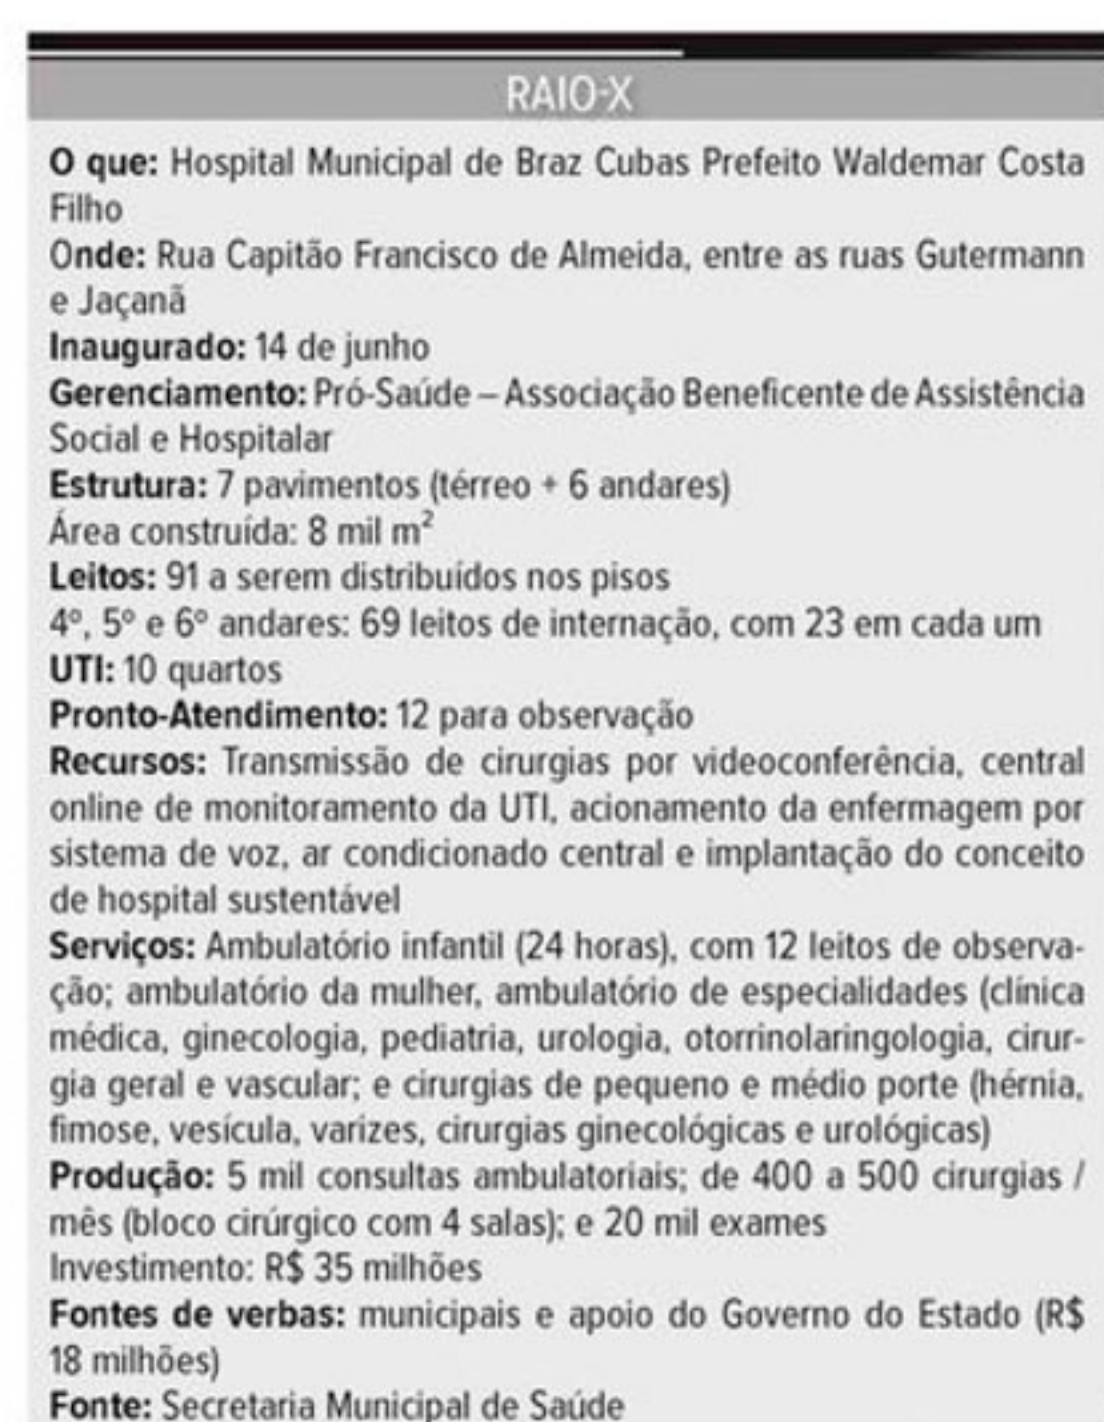 RAIO-X
O que: Hospital Municipal de Braz Cubas Prefeito Waldemar Costa
Filho
Onde: Rua Capitão Francisco de Almeida, entre as ruas Gutermann
e Jaçanã
Inaugurado: 14 de junho
Gerenciamento: Pró-Saúde – Associação Beneficente de Assistência
Social e Hospitalar
Estrutura: 7 pavimentos (térreo + 6 andares)
Área construída: 8 mil m²
Leitos: 91 a serem distribuídos nos pisos
4º, 5º e 6º andares: 69 leitos de internação, com 23 em cada um
UTI: 10 quartos
Pronto-Atendimento: 12 para observação
Recursos: Transmissão de cirurgias por videoconferência, central
online de monitoramento da UTI, acionamento da enfermagem por
sistema de voz, ar condicionado central e implantação do conceito
de hospital sustentável
Serviços: Ambulatório infantil (24 horas), com 12 leitos de observa-
ção; ambulatório da mulher, ambulatório de especialidades (clínica
médica, ginecologia, pediatria, urologia, otorrinolaringologia, cirur-
gia geral e vascular; e cirurgias de pequeno e médio porte (hérnia,
fimose, vesícula, varizes, cirurgias ginecológicas e urológicas)
Produção: 5 mil consultas ambulatoriais; de 400 a 500 cirurgias /
mês (bloco cirúrgico com 4 salas); e 20 mil exames
Investimento: R$ 35 milhões
Fontes de verbas: municipais e apoio do Governo do Estado (R$
18 milhões)
Fonte: Secretaria Municipal de Saúde